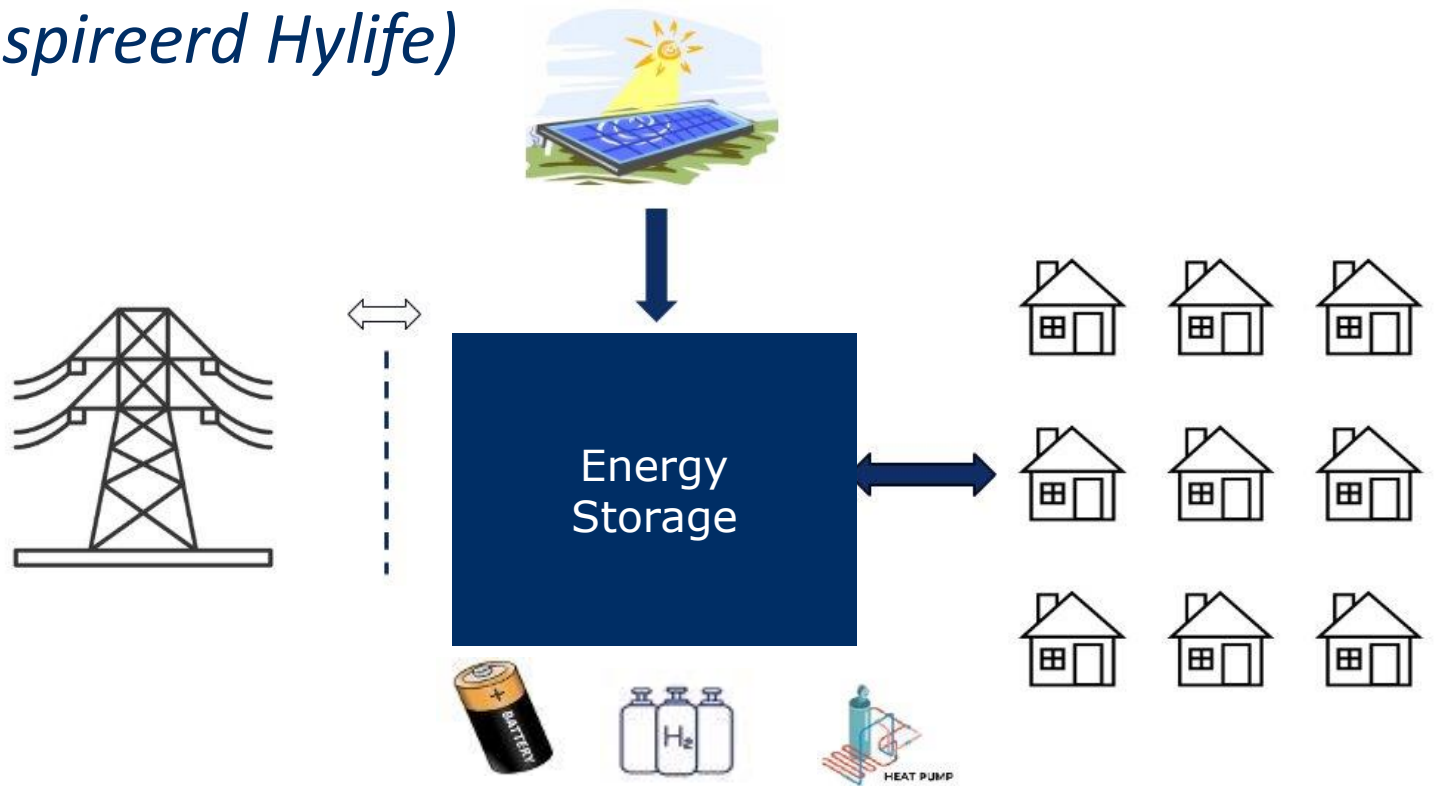 spireerd Hylife)
Energy
Storage
+
BATTERY
H₂
HEAT PUMP